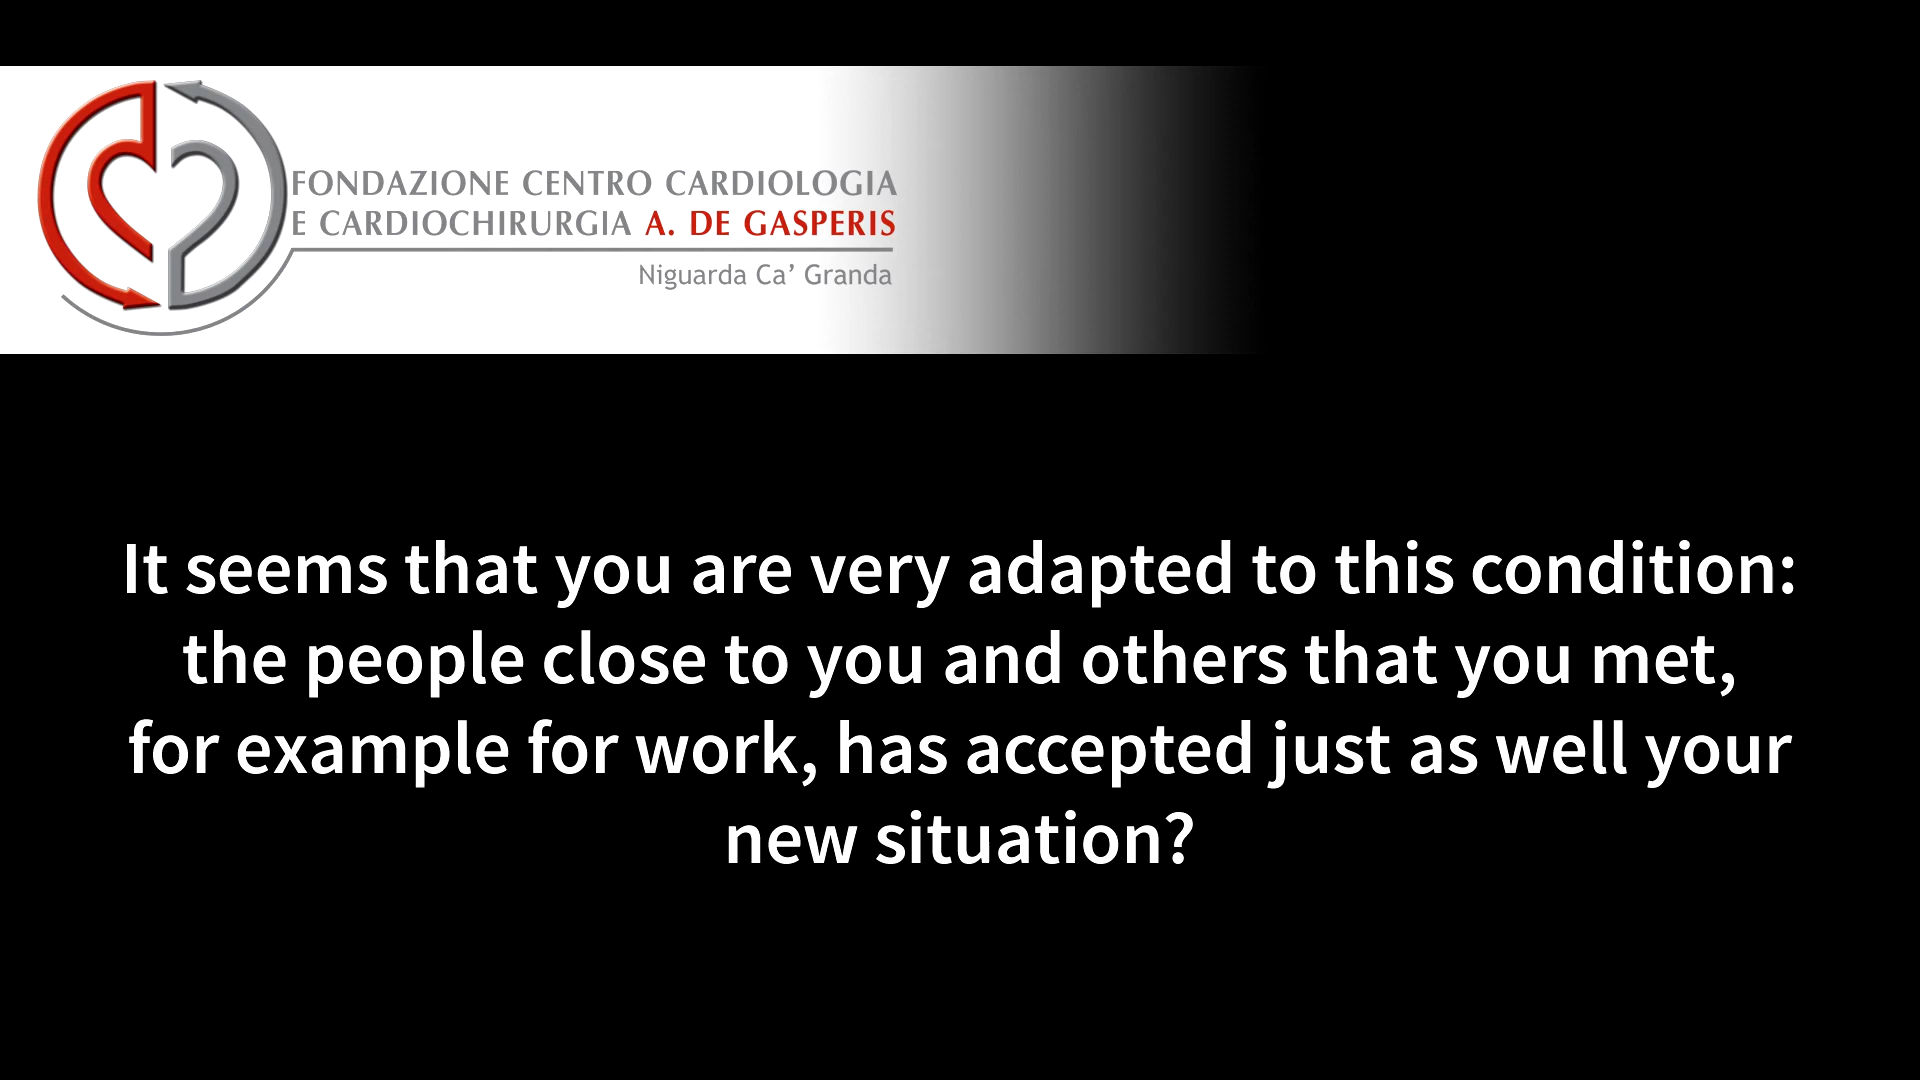 FONDAZIONE CENTRO CARDIOLOGIA
E CARDIOCHIRURGIA A. DE GASPERIS
Niguarda Ca’ Granda
It seems that you are very adapted to this condition:
the people close to you and others that you met,
for example for work, has accepted just as well your
new situation?